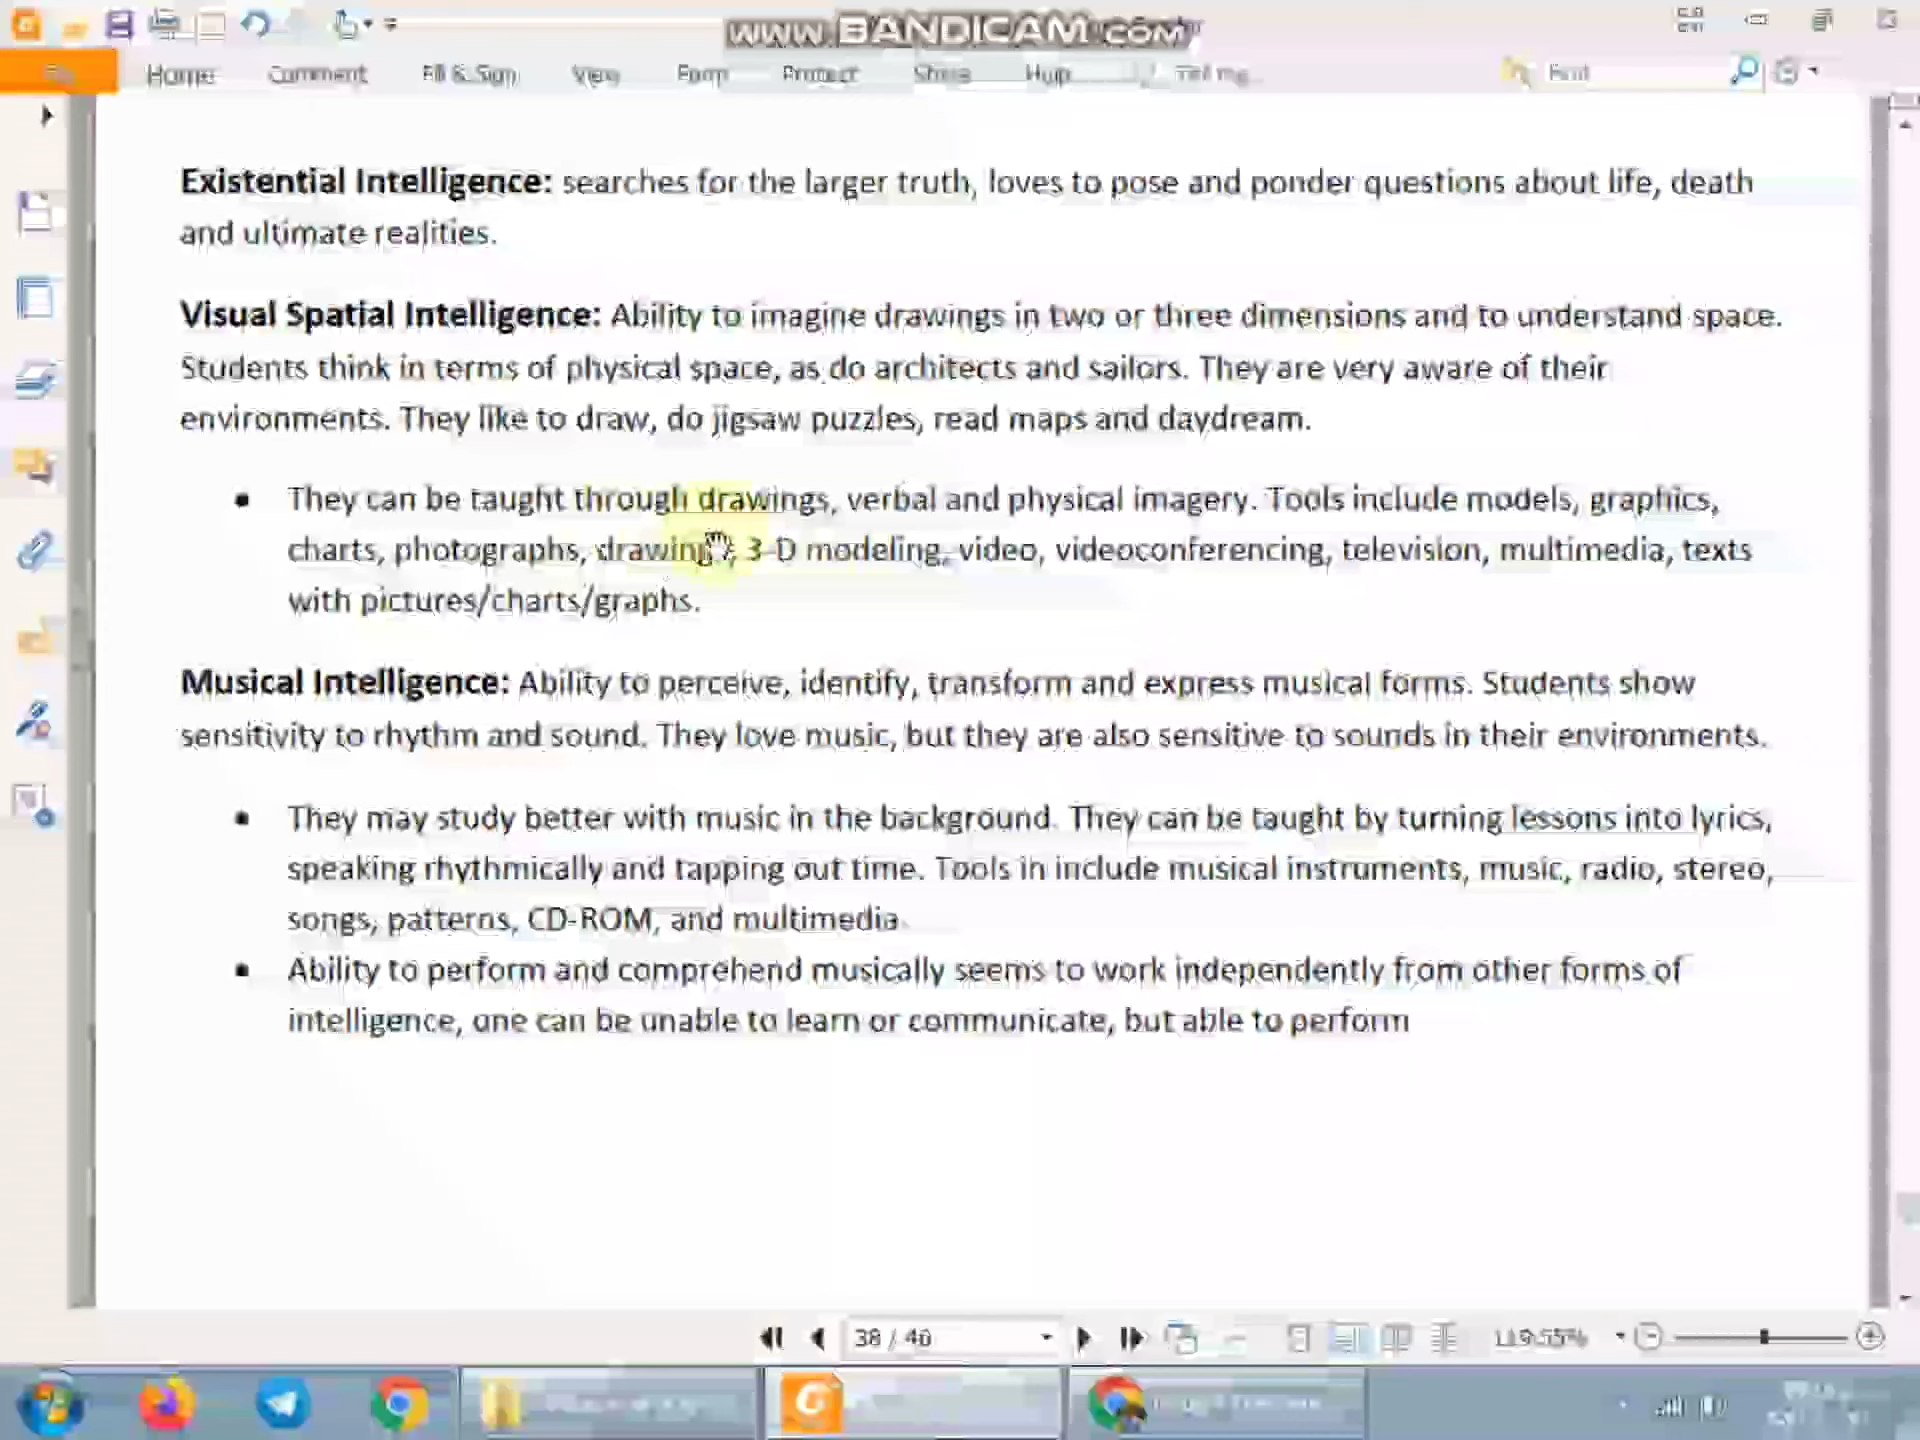 WWW.BANDICAM.COM
Home Comment Fill & Sign View Form Protect Share Help Tell me... Find
Existential Intelligence: searches for the larger truth, loves to pose and ponder questions about life, death
and ultimate realities.
Visual Spatial Intelligence: Ability to imagine drawings in two or three dimensions and to understand space.
Students think in terms of physical space, as do architects and sailors. They are very aware of their
environments. They like to draw, do jigsaw puzzles, read maps and daydream.
• They can be taught through drawings, verbal and physical imagery. Tools include models, graphics,
charts, photographs, drawings, 3-D modeling, video, videoconferencing, television, multimedia, texts
with pictures/charts/graphs.
Musical Intelligence: Ability to perceive, identify, transform and express musical forms. Students show
sensitivity to rhythm and sound. They love music, but they are also sensitive to sounds in their environments.
• They may study better with music in the background. They can be taught by turning lessons into lyrics,
speaking rhythmically and tapping out time. Tools in include musical instruments, music, radio, stereo,
songs, patterns, CD-ROM, and multimedia.
• Ability to perform and comprehend musically seems to work independently from other forms of
intelligence, one can be unable to learn or communicate, but able to perform
38 / 40 119.55%